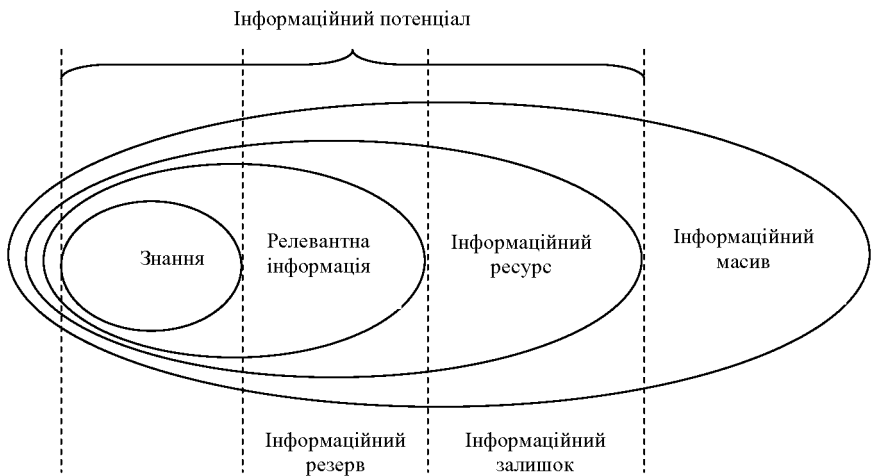 Інформаційний потенціал
Знання
Релевантна
інформація
Інформаційний
ресурс
Інформаційний
масив
Інформаційний
резерв
Інформаційний
залишок